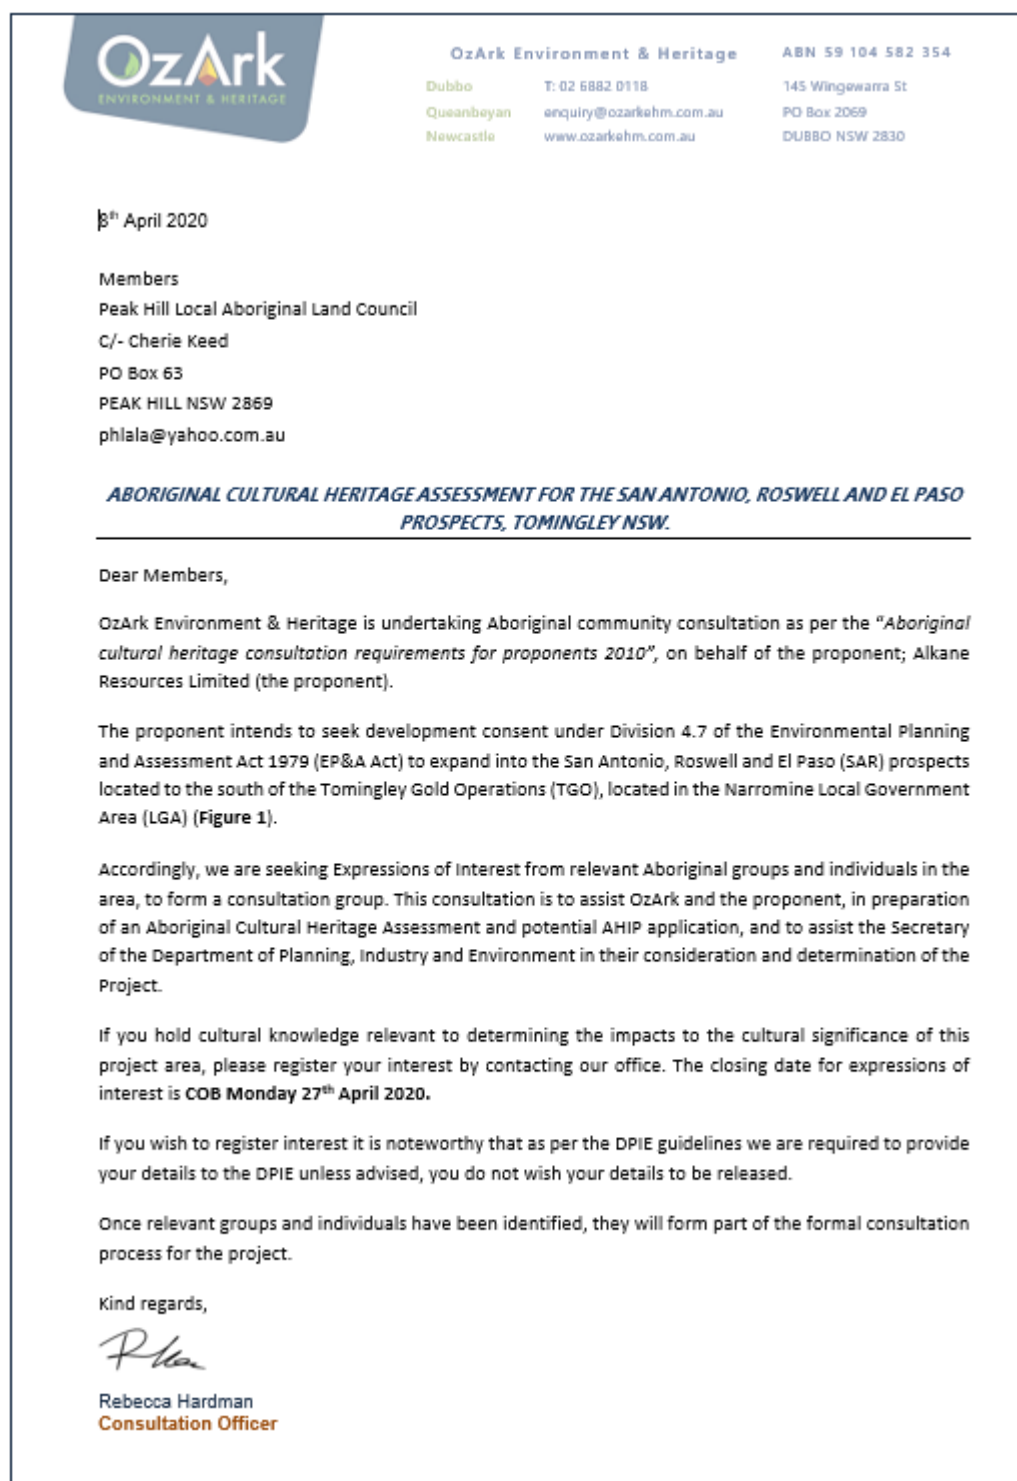 OzArk
ENVIRONMENT & HERITAGE
OzArk Environment & Heritage
ABN 59 104 582 354
Dubbo
T: 02 6882 0118
145 Wingewarra St
Queanbeyan
enquiry@ozarkehm.com.au
PO Box 2069
Newcastle
www.ozarkehm.com.au
DUBBO NSW 2830
8th April 2020
Members
Peak Hill Local Aboriginal Land Council
C/- Cherie Keed
PO Box 63
PEAK HILL NSW 2869
phlala@yahoo.com.au
ABORIGINAL CULTURAL HERITAGE ASSESSMENT FOR THE SAN ANTONIO, ROSWELL AND EL PASO
PROSPECTS, TOMINGLEY NSW.
Dear Members,
OzArk Environment & Heritage is undertaking Aboriginal community consultation as per the "Aboriginal
cultural heritage consultation requirements for proponents 2010", on behalf of the proponent; Alkane
Resources Limited (the proponent).
The proponent intends to seek development consent under Division 4.7 of the Environmental Planning
and Assessment Act 1979 (EP&A Act) to expand into the San Antonio, Roswell and El Paso (SAR) prospects
located to the south of the Tomingley Gold Operations (TGO), located in the Narromine Local Government
Area (LGA) (Figure 1).
Accordingly, we are seeking Expressions of Interest from relevant Aboriginal groups and individuals in the
area, to form a consultation group. This consultation is to assist OzArk and the proponent, in preparation
of an Aboriginal Cultural Heritage Assessment and potential AHIP application, and to assist the Secretary
of the Department of Planning, Industry and Environment in their consideration and determination of the
Project.
If you hold cultural knowledge relevant to determining the impacts to the cultural significance of this
project area, please register your interest by contacting our office. The closing date for expressions of
interest is COB Monday 27th April 2020.
If you wish to register interest it is noteworthy that as per the DPIE guidelines we are required to provide
your details to the DPIE unless advised, you do not wish your details to be released.
Once relevant groups and individuals have been identified, they will form part of the formal consultation
process for the project.
Kind regards,
Rebecca Hardman
Consultation Officer